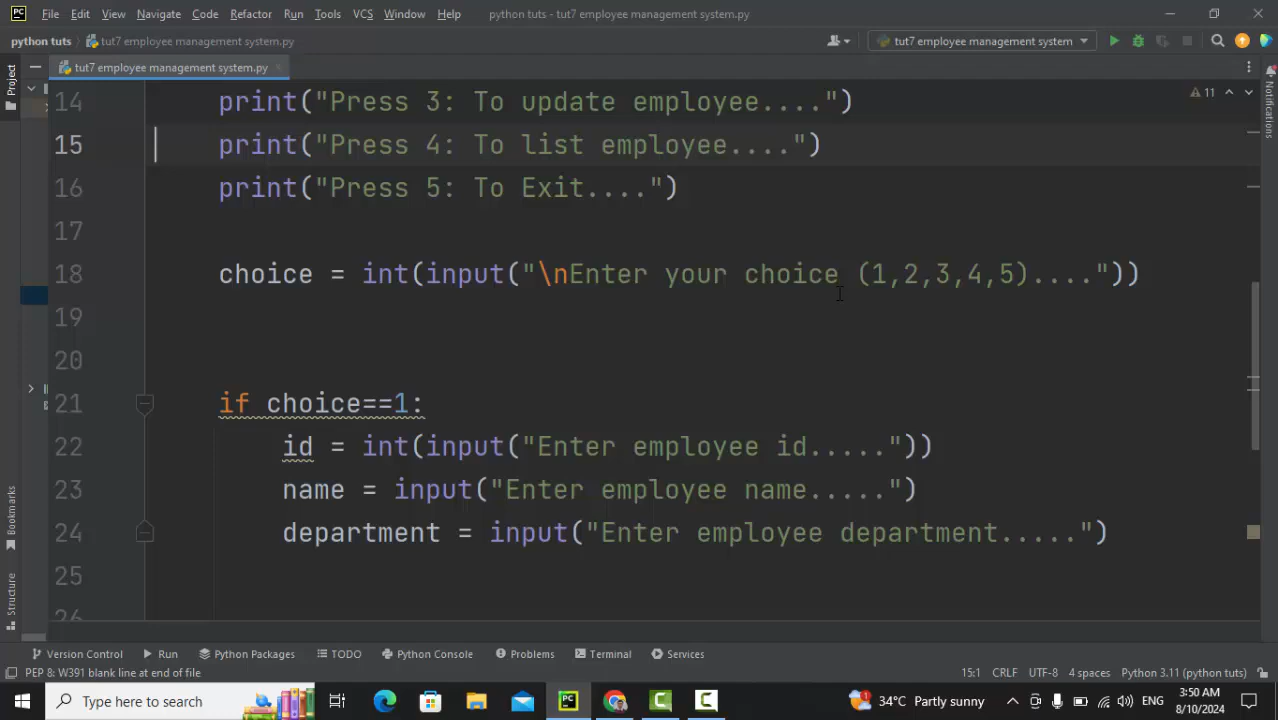 File Edit View Navigate Code Refactor Run Tools VCS Window Help python tuts - tut7 employee management system.py
python tuts tut7 employee management system.py tut7 employee management system
Project
tut7 employee management system.py
Notifications
11
14 print("Press 3: To update employee....")
15 print("Press 4: To list employee....")
16 print("Press 5: To Exit....")
17
18 choice = int(input("\nEnter your choice (1,2,3,4,5)...."))
19
20
21 if choice==1:
22 id = int(input("Enter employee id....."))
23 name = input("Enter employee name.....")
24 department = input("Enter employee department.....")
25
26
Bookmarks
Structure
Version Control Run Python Packages TODO Python Console Problems Terminal Services
PEP 8: W391 blank line at end of file 15:1 CRLF UTF-8 4 spaces Python 3.11 (python tuts)
Type here to search 34°C Partly sunny ENG 3:50 AM
8/10/2024